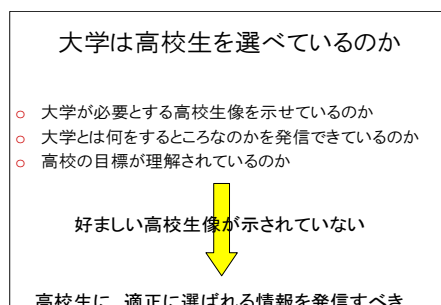 大学は高校生を選べているのか
大学が必要とする高校生像を示せているのか
大学とは何をするところなのかを発信できているのか
高校の目標が理解されているのか
好ましい高校生像が示されていない
高校生に、適正に選ばれる情報を発信すべき